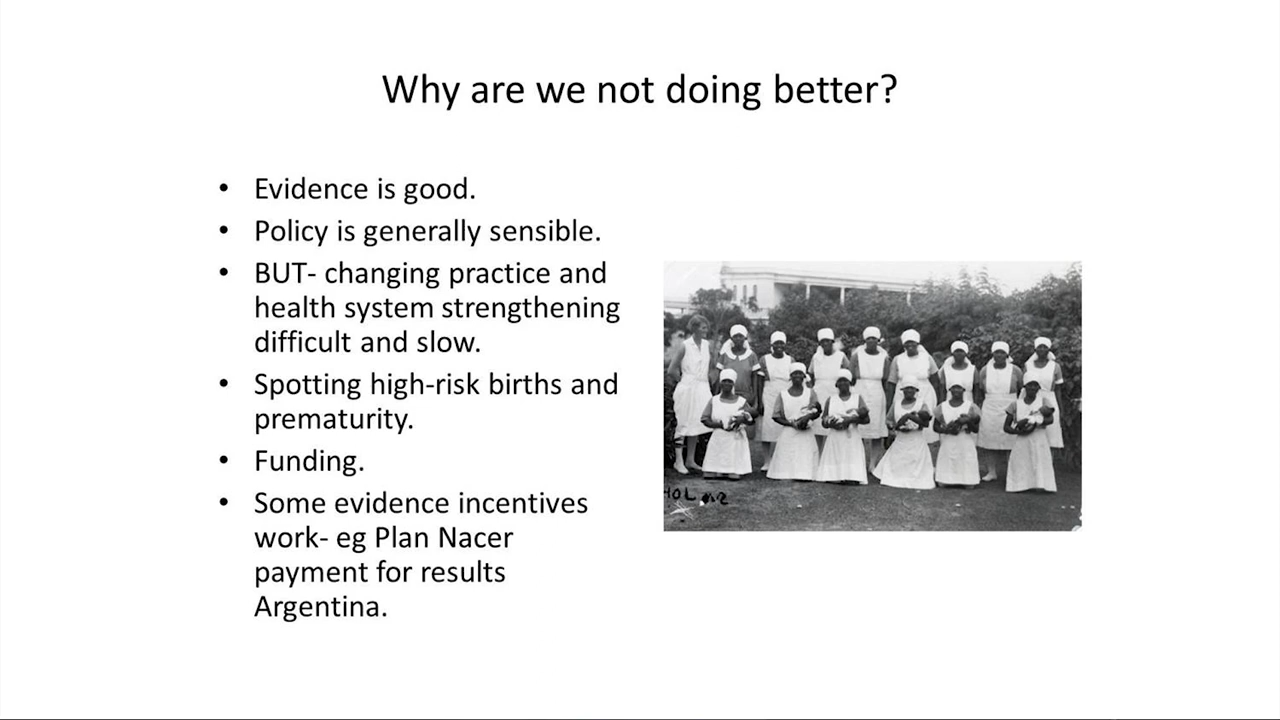 Why are we not doing better?
• Evidence is good.
• Policy is generally sensible.
• BUT- changing practice and
health system strengthening
difficult and slow.
• Spotting high-risk births and
prematurity.
• Funding.
• Some evidence incentives
work- eg Plan Nacer
payment for results
Argentina.